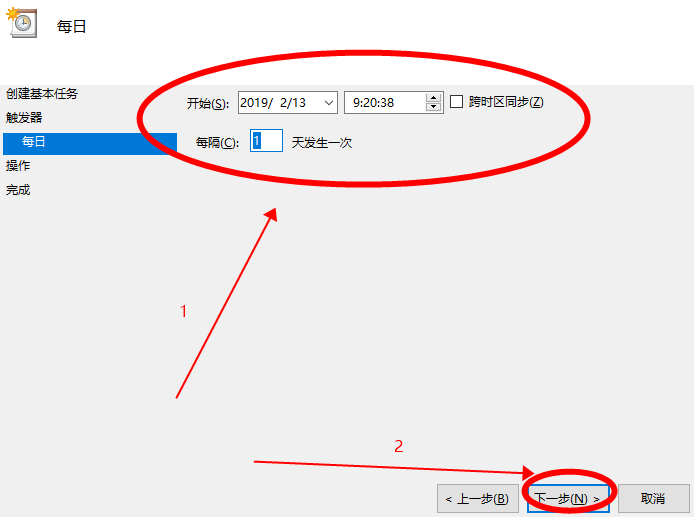 每日
创建基本任务
触发器
每日
操作
完成
开始(S): 2019/ 2/13 9:20:38 跨时区同步(Z)
每隔(C): 1 天发生一次
1
2
< 上一步(B) 下一步(N) > 取消